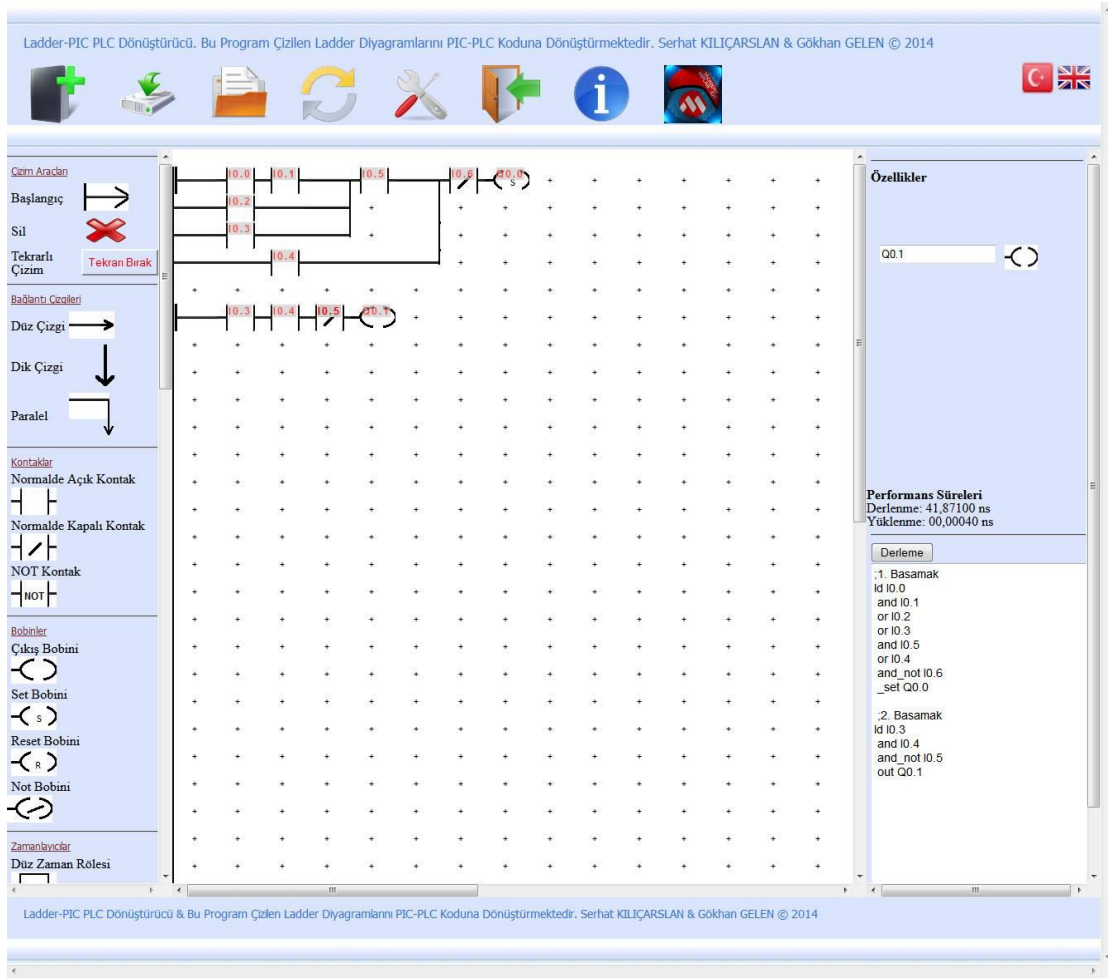 Ladder-PIC PLC Dönüştürücü. Bu Program Çizilen Ladder Diyagramlarını PIC-PLC Koduna Dönüştürmektedir. Serhat KILIÇARSLAN & Gökhan GELEN © 2014
Çizim Araçları
Başlangıç
Sil
Tekrarlı
Çizim
Tekrarı Bırak
Bağlantı Çizgileri
Düz Çizgi
Dik Çizgi
Paralel
Kontaklar
Normalde Açık Kontak
Normalde Kapalı Kontak
NOT Kontak
NOT
Bobinler
Çıkış Bobini
Set Bobini
S
Reset Bobini
R
Not Bobini
Zamanlayıcılar
Düz Zaman Rölesi
I0.0 I0.1 I0.5 I0.6 Q0.0
S
I0.2
I0.3
I0.4
I0.3 I0.4 I0.5 Q0.1
Özellikler
Q0.1
Performans Süreleri
Derlenme: 41,87100 ns
Yüklenme: 00,00040 ns
Derleme
;1. Basamak
ld I0.0
and I0.1
or I0.2
or I0.3
and I0.5
or I0.4
and_not I0.6
_set Q0.0
;2. Basamak
ld I0.3
and I0.4
and_not I0.5
out Q0.1
Ladder-PIC PLC Dönüştürücü & Bu Program Çizilen Ladder Diyagramlarını PIC-PLC Koduna Dönüştürmektedir. Serhat KILIÇARSLAN & Gökhan GELEN © 2014